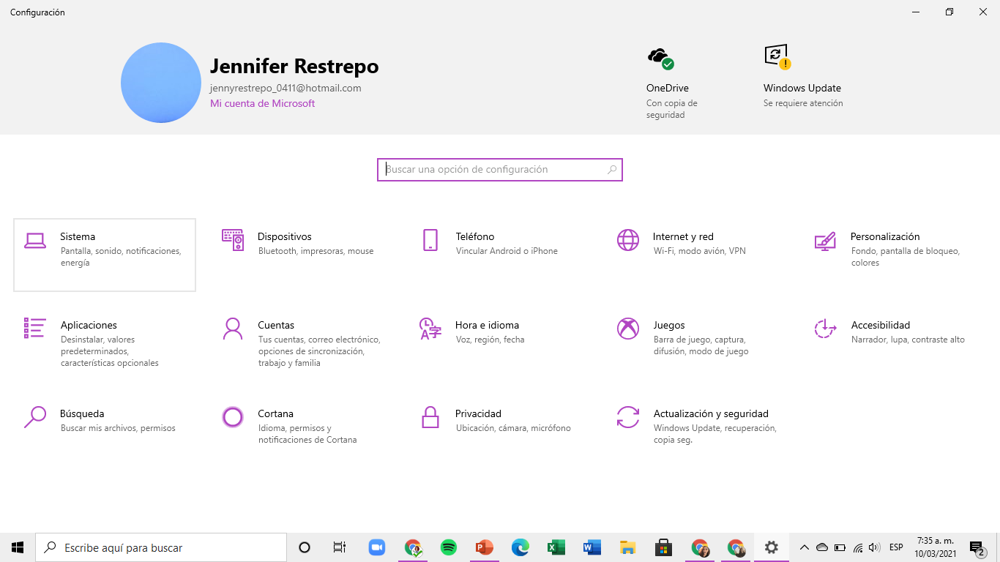 Configuración
Jennifer Restrepo
jennyrestrepo_0411@hotmail.com
Mi cuenta de Microsoft
OneDrive
Con copia de
seguridad
Windows Update
Se requiere atención
Buscar una opción de configuración
Sistema
Pantalla, sonido, notificaciones,
energía
Dispositivos
Bluetooth, impresoras, mouse
Teléfono
Vincular Android o iPhone
Internet y red
Wi-Fi, modo avión, VPN
Personalización
Fondo, pantalla de bloqueo,
colores
Aplicaciones
Desinstalar, valores
predeterminados,
características opcionales
Cuentas
Tus cuentas, correo electrónico,
opciones de sincronización,
trabajo y familia
Hora e idioma
Voz, región, fecha
Juegos
Barra de juego, captura,
difusión, modo de juego
Accesibilidad
Narrador, lupa, contraste alto
Búsqueda
Buscar mis archivos, permisos
Cortana
Idioma, permisos y
notificaciones de Cortana
Privacidad
Ubicación, cámara, micrófono
Actualización y seguridad
Windows Update, recuperación,
copia seg.
Escribe aquí para buscar
ESP
7:35 a. m.
10/03/2021
2